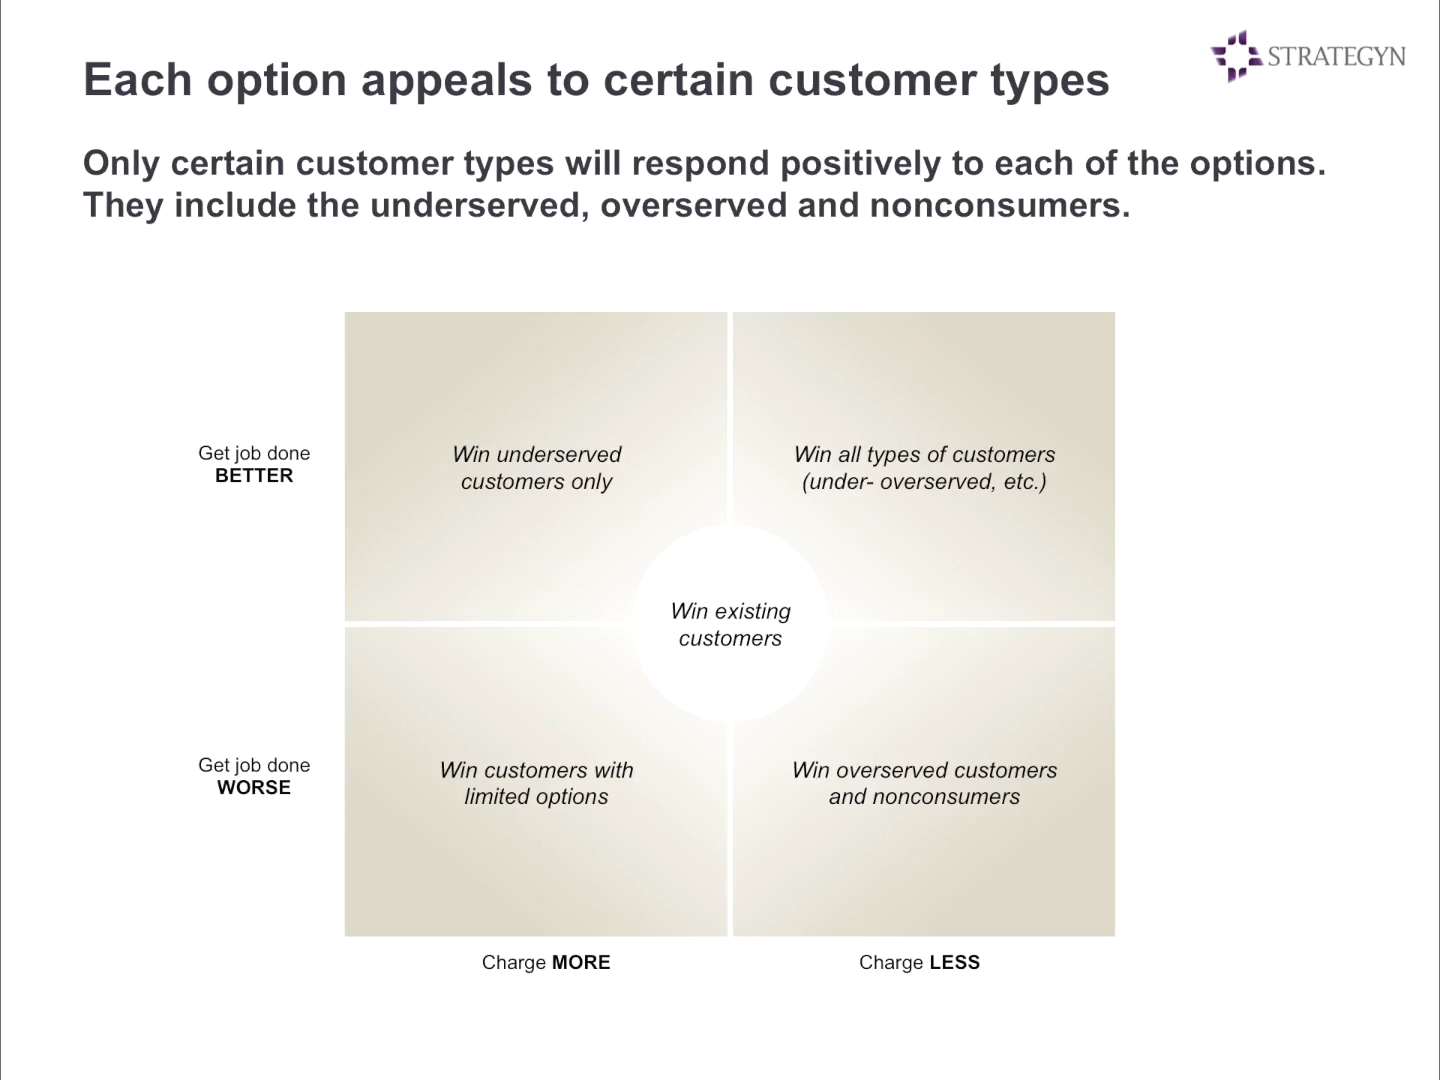 STRATEGYN
Each option appeals to certain customer types
Only certain customer types will respond positively to each of the options.
They include the underserved, overserved and nonconsumers.
Get job done
BETTER
Win underserved
customers only
Win all types of customers
(under- overserved, etc.)
Win existing
customers
Get job done
WORSE
Win customers with
limited options
Win overserved customers
and nonconsumers
Charge MORE
Charge LESS